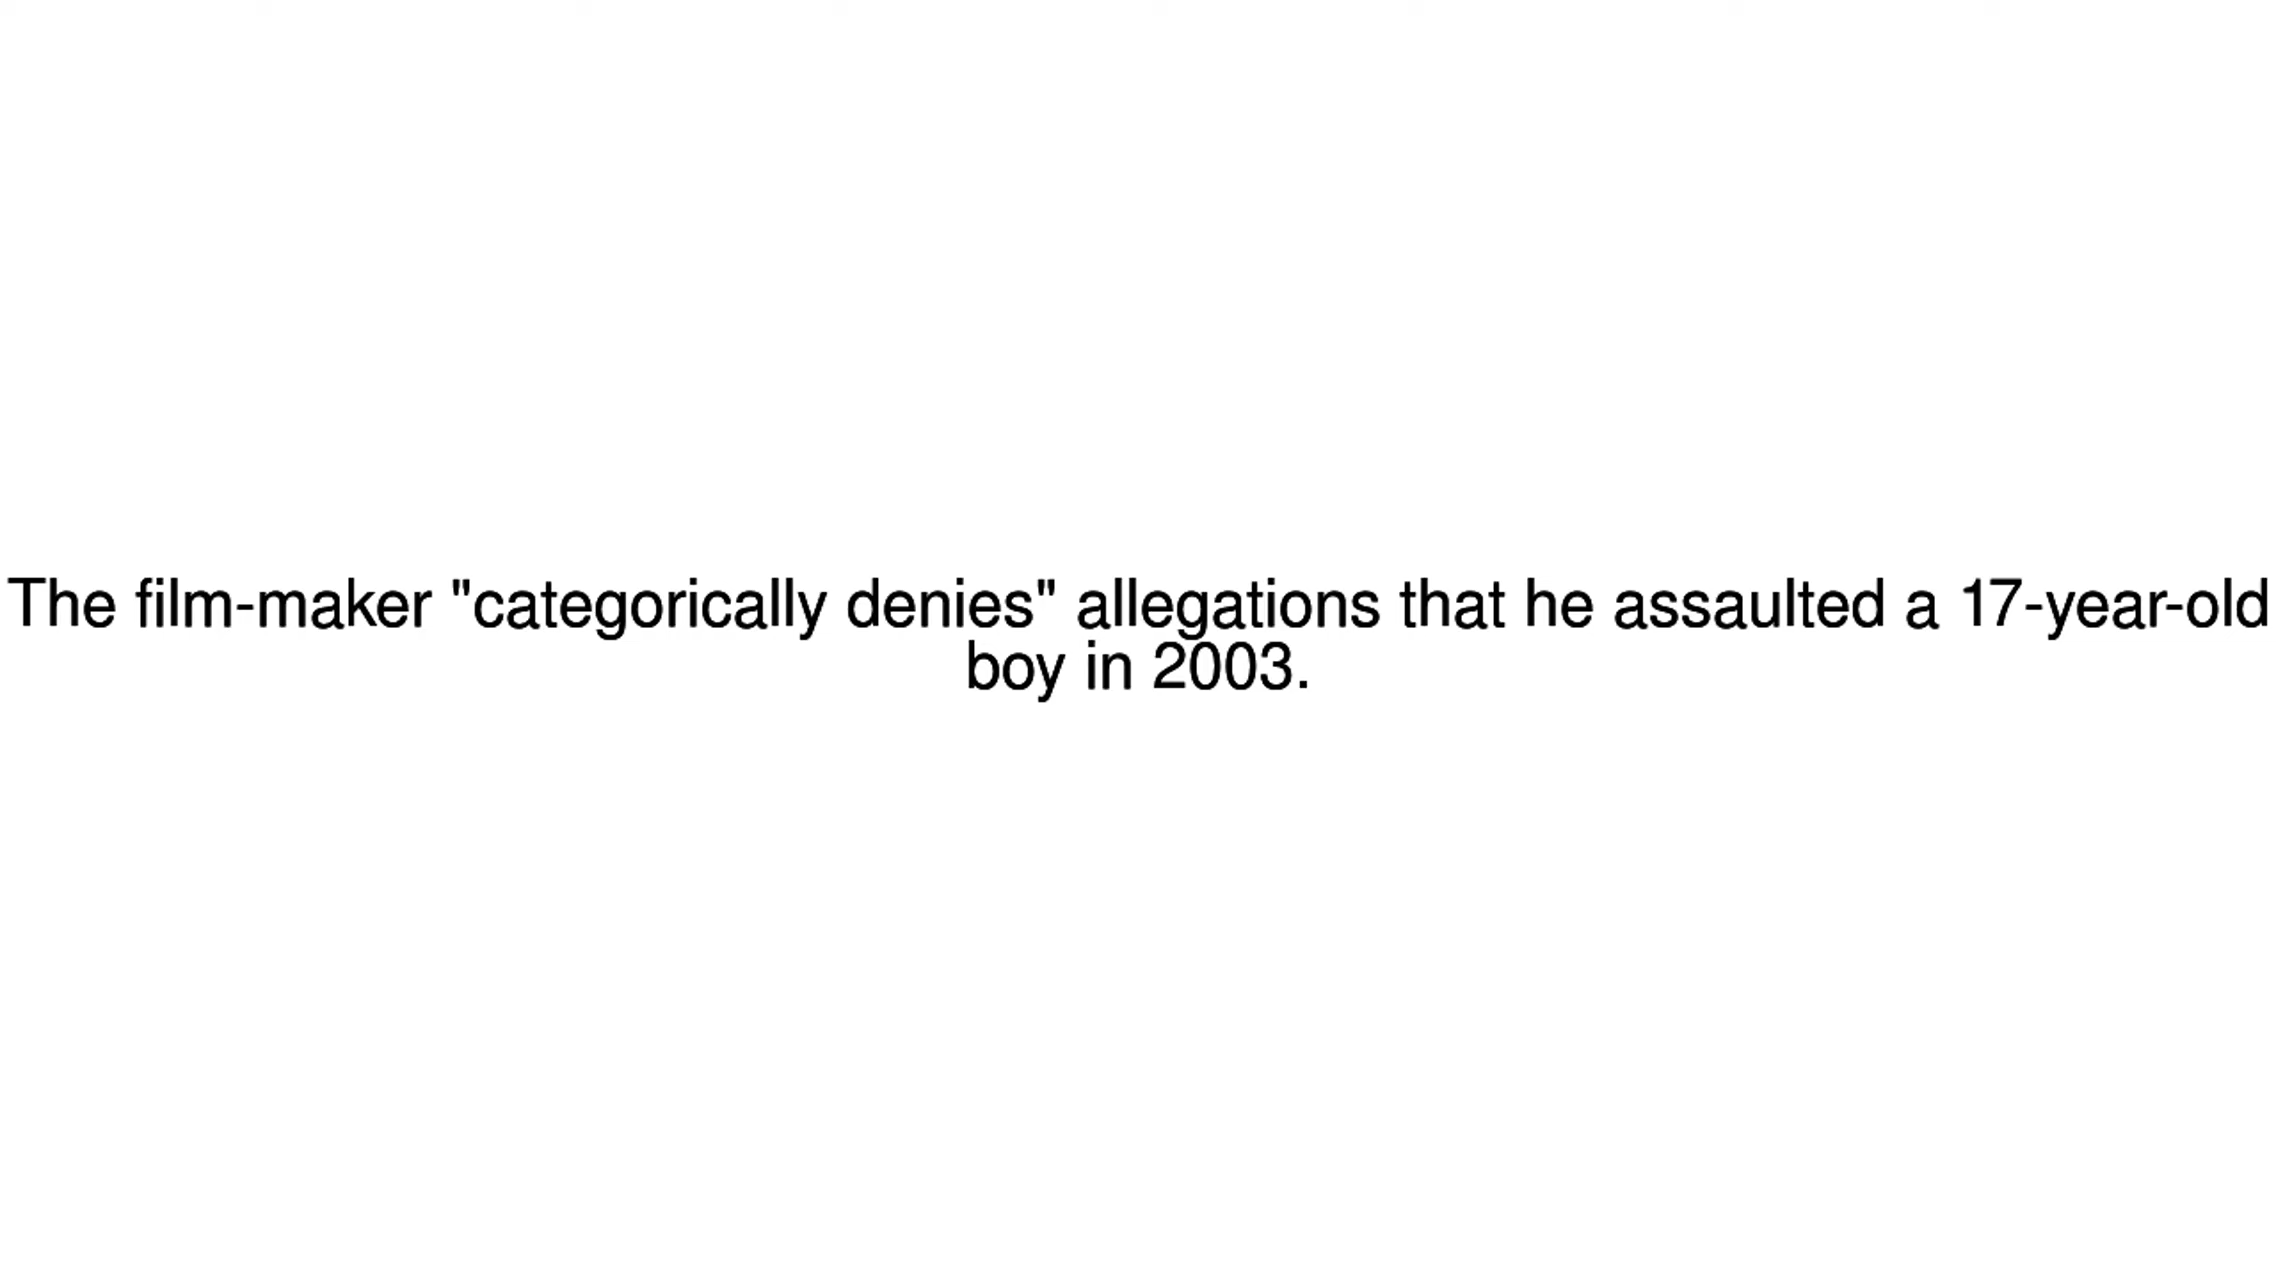 The film-maker "categorically denies" allegations that he assaulted a 17-year-old
boy in 2003.